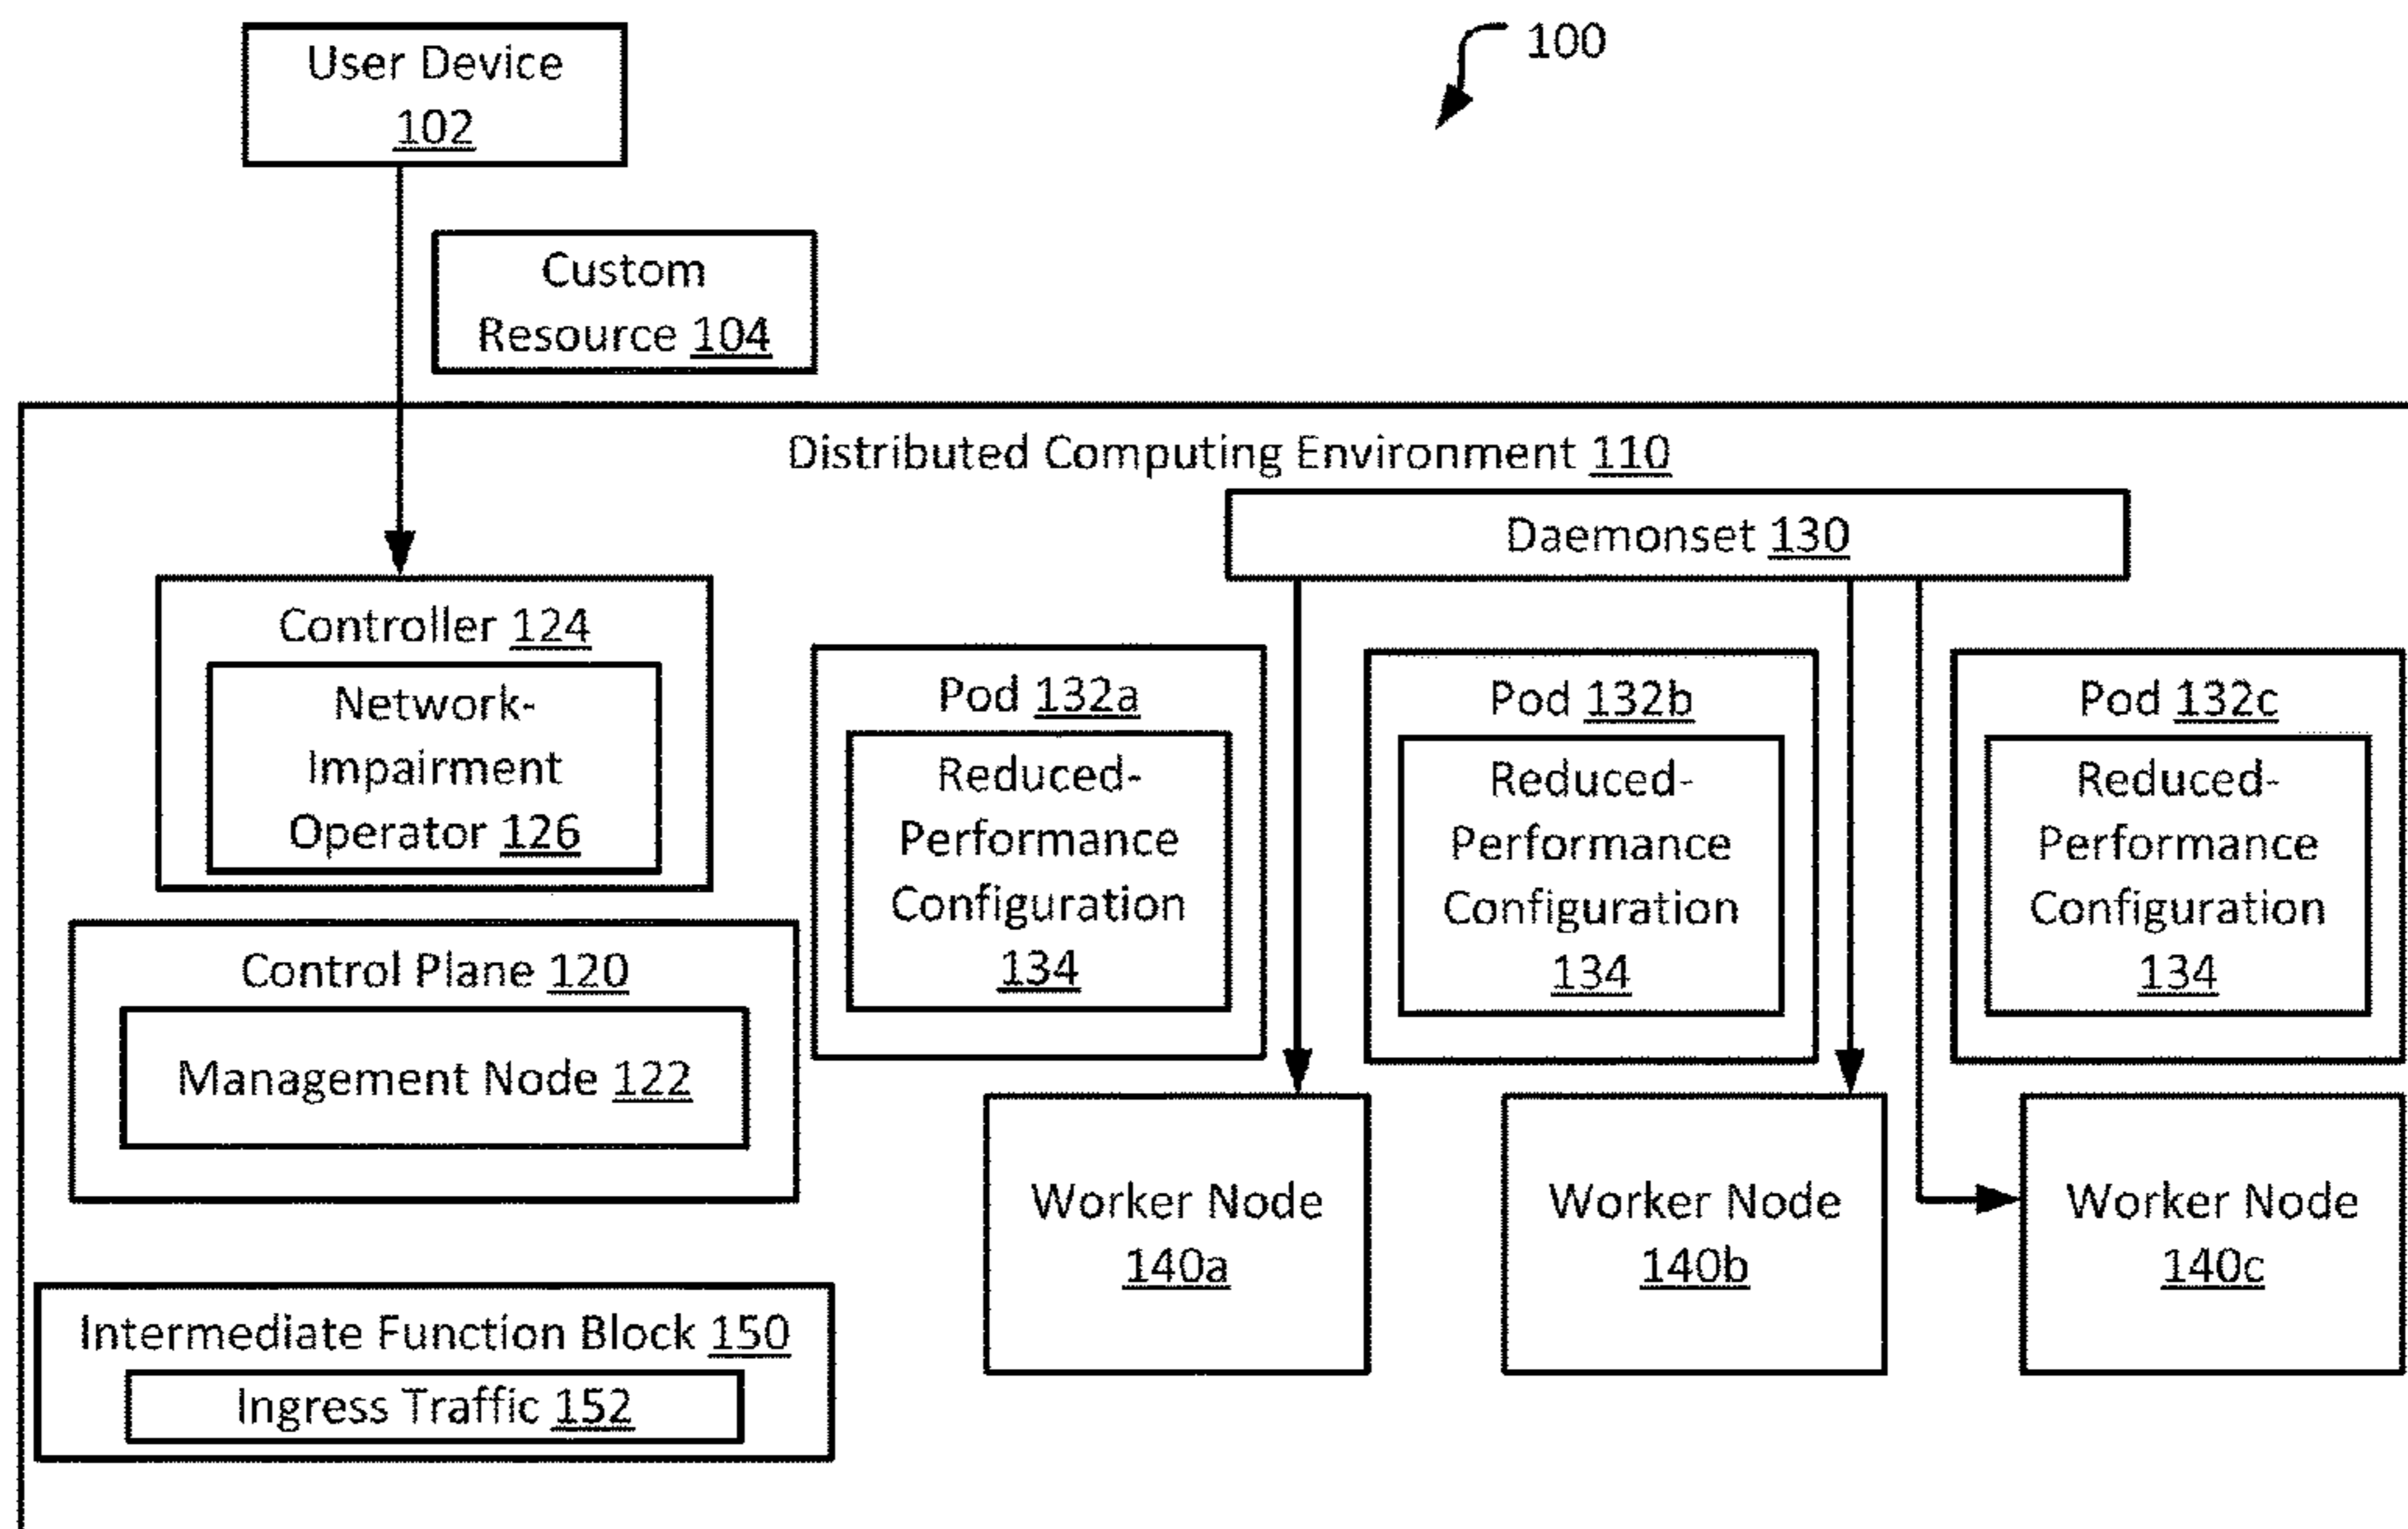 100
User Device
102
Custom
Resource 104
Distributed Computing Environment 110
Daemonset 130
Controller 124
Network-
Impairment
Operator 126
Control Plane 120
Management Node 122
Intermediate Function Block 150
Ingress Traffic 152
Pod 132a
Reduced-
Performance
Configuration
134
Pod 132b
Reduced-
Performance
Configuration
134
Pod 132c
Reduced-
Performance
Configuration
134
Worker Node
140a
Worker Node
140b
Worker Node
140c